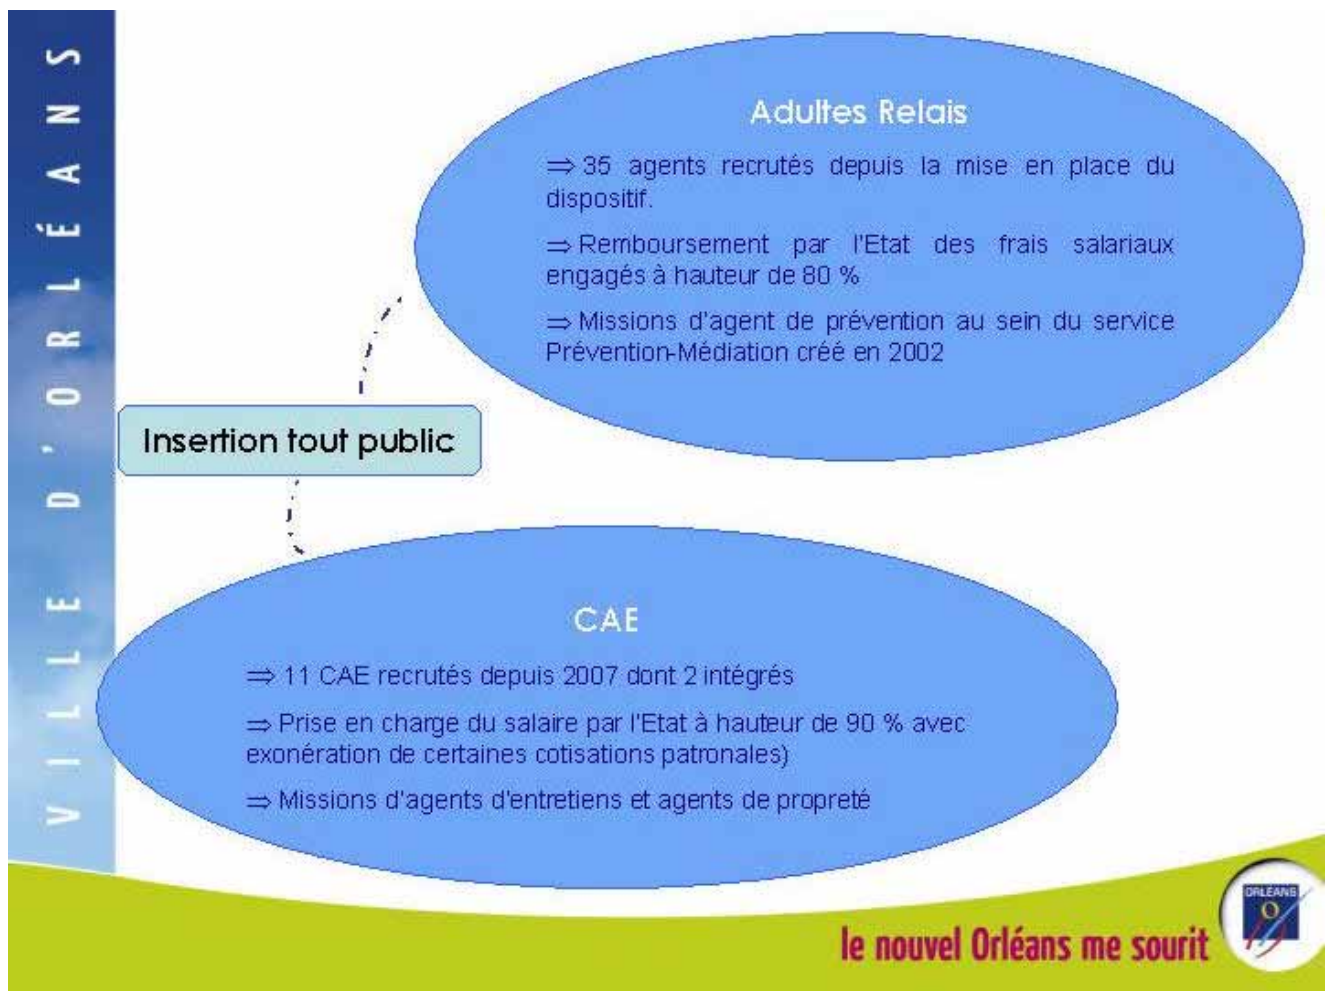 VILLE D'ORLÉANS
Adultes Relais
⇒ 35 agents recrutés depuis la mise en place du
dispositif.
⇒ Remboursement par l'Etat des frais salariaux
engagés à hauteur de 80 %
⇒ Missions d'agent de prévention au sein du service
Prévention-Médiation créé en 2002
Insertion tout public
CAE
⇒ 11 CAE recrutés depuis 2007 dont 2 intégrés
⇒ Prise en charge du salaire par l'Etat à hauteur de 90 % avec
exonération de certaines cotisations patronales)
⇒ Missions d'agents d'entretiens et agents de propreté
le nouvel Orléans me sourit
ORLEANS